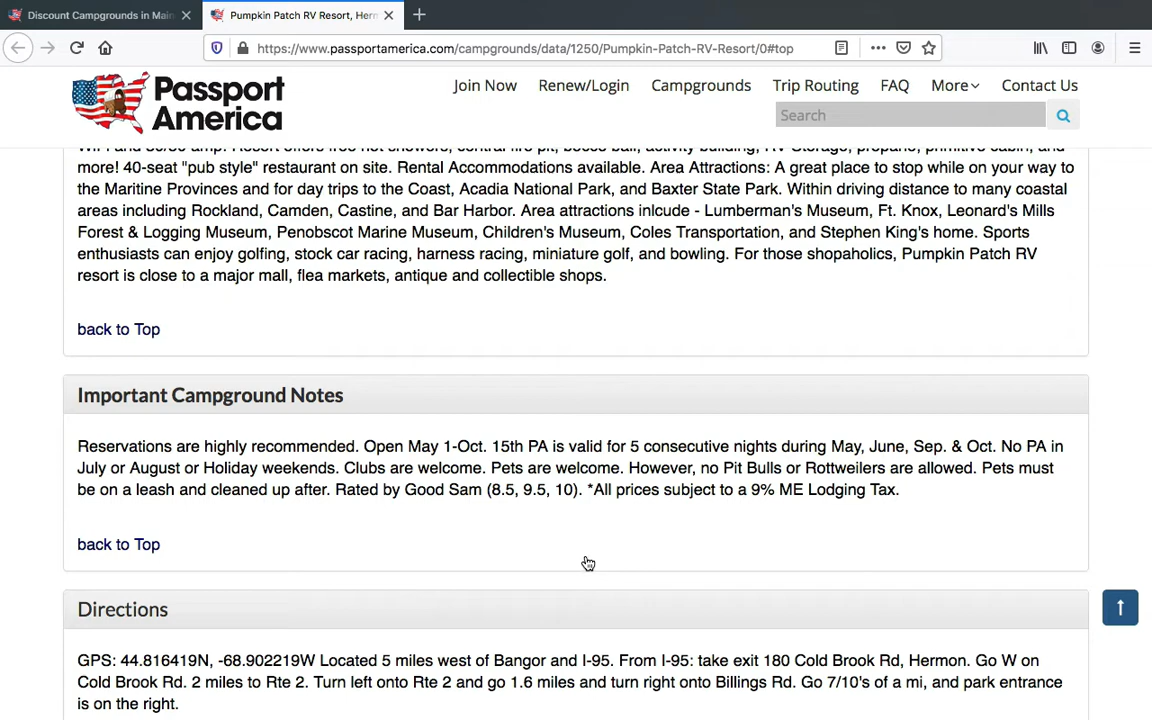 Discount Campgrounds in Main
Pumpkin Patch RV Resort, Herm
https://www.passportamerica.com/campgrounds/data/1250/Pumpkin-Patch-RV-Resort/0#top
Passport America
Join Now Renew/Login Campgrounds Trip Routing FAQ More Contact Us
Search
more! 40-seat "pub style" restaurant on site. Rental Accommodations available. Area Attractions: A great place to stop while on your way to
the Maritine Provinces and for day trips to the Coast, Acadia National Park, and Baxter State Park. Within driving distance to many coastal
areas including Rockland, Camden, Castine, and Bar Harbor. Area attractions inlcude - Lumberman's Museum, Ft. Knox, Leonard's Mills
Forest & Logging Museum, Penobscot Marine Museum, Children's Museum, Coles Transportation, and Stephen King's home. Sports
enthusiasts can enjoy golfing, stock car racing, harness racing, miniature golf, and bowling. For those shopaholics, Pumpkin Patch RV
resort is close to a major mall, flea markets, antique and collectible shops.
back to Top
Important Campground Notes
Reservations are highly recommended. Open May 1-Oct. 15th PA is valid for 5 consecutive nights during May, June, Sep. & Oct. No PA in
July or August or Holiday weekends. Clubs are welcome. Pets are welcome. However, no Pit Bulls or Rottweilers are allowed. Pets must
be on a leash and cleaned up after. Rated by Good Sam (8.5, 9.5, 10). *All prices subject to a 9% ME Lodging Tax.
back to Top
Directions
GPS: 44.816419N, -68.902219W Located 5 miles west of Bangor and I-95. From I-95: take exit 180 Cold Brook Rd, Hermon. Go W on
Cold Brook Rd. 2 miles to Rte 2. Turn left onto Rte 2 and go 1.6 miles and turn right onto Billings Rd. Go 7/10's of a mi, and park entrance
is on the right.